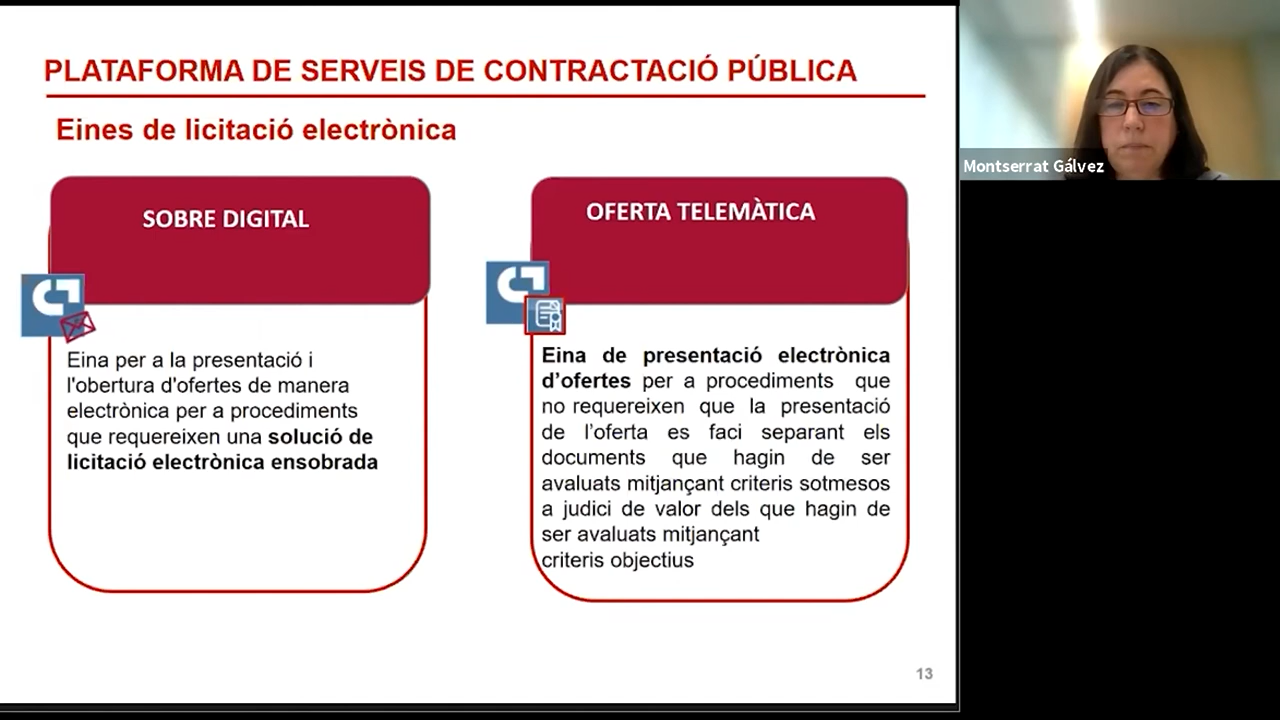 PLATAFORMA DE SERVEIS DE CONTRACTACIÓ PÚBLICA
Eines de licitació electrònica
SOBRE DIGITAL
Eina per a la presentació i
l'obertura d'ofertes de manera
electrònica per a procediments
que requereixen una solució de
licitació electrònica ensobrada
OFERTA TELEMÀTICA
Eina de presentació electrònica
d’ofertes per a procediments que
no requereixen que la presentació
de l’oferta es faci separant els
documents que hagin de ser
avaluats mitjançant criteris sotmesos
a judici de valor dels que hagin de
ser avaluats mitjançant
criteris objectius
13
Montserrat Gálvez